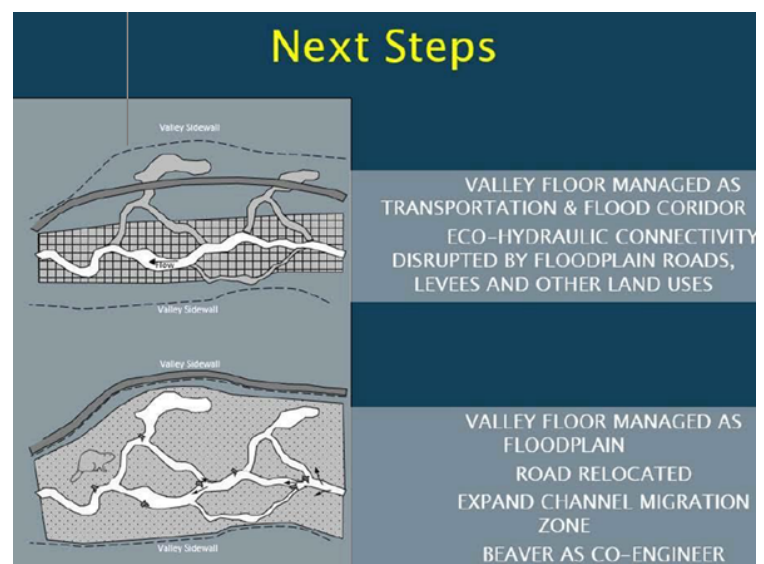 Next Steps
Valley Sidewall
Flow
Valley Sidewall
VALLEY FLOOR MANAGED AS
TRANSPORTATION & FLOOD CORIDOR
ECO-HYDRAULIC CONNECTIVITY
DISRUPTED BY FLOODPLAIN ROADS,
LEVEES AND OTHER LAND USES
Valley Sidewall
Valley Sidewall
VALLEY FLOOR MANAGED AS
FLOODPLAIN
ROAD RELOCATED
EXPAND CHANNEL MIGRATION
ZONE
BEAVER AS CO-ENGINEER